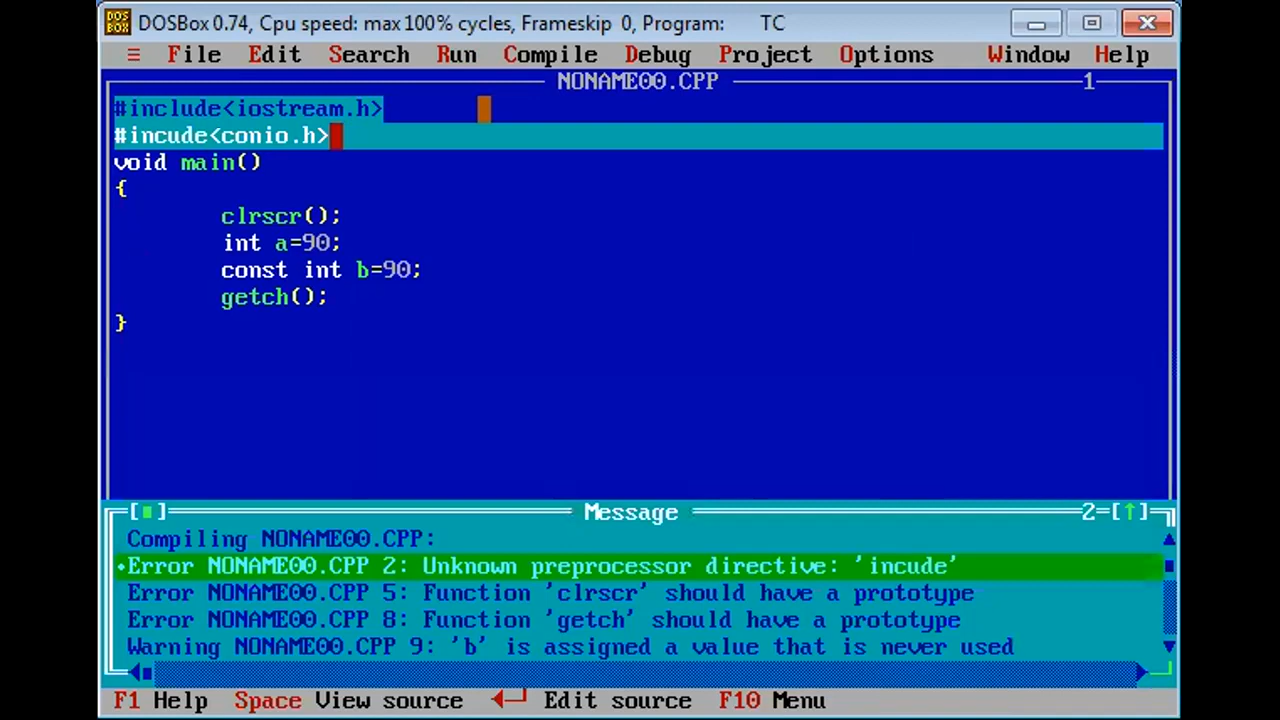 DOSBox 0.74, Cpu speed: max 100% cycles, Frameskip 0, Program: TC
≡ File Edit Search Run Compile Debug Project Options Window Help
NONAME00.CPP 1
#include<iostream.h>
#incude<conio.h>
void main()
{
clrscr();
int a=90;
const int b=90;
getch();
}
Message 2=[↑]
Compiling NONAME00.CPP:
•Error NONAME00.CPP 2: Unknown preprocessor directive: 'incude'
Error NONAME00.CPP 5: Function 'clrscr' should have a prototype
Error NONAME00.CPP 8: Function 'getch' should have a prototype
Warning NONAME00.CPP 9: 'b' is assigned a value that is never used
F1 Help Space View source ←┘ Edit source F10 Menu